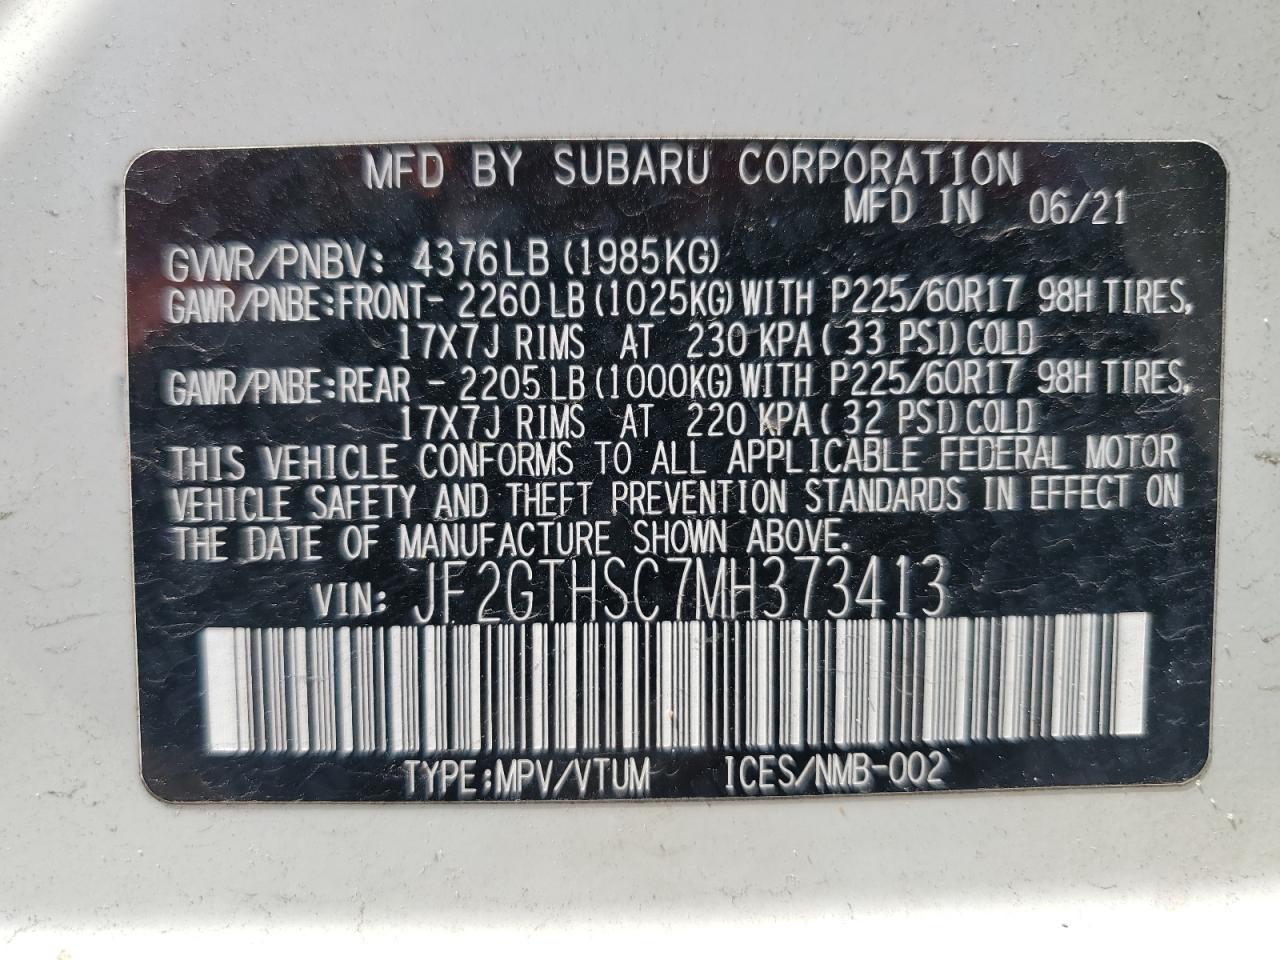 MFD BY SUBARU CORPORATION
MFD IN 06/21
GVWR/PNBV: 4376LB (1985KG)
GAWR/PNBE:FRONT- 2260 LB (1025KG) WITH P225/60R17 98H TIRES,
17X7J RIMS AT 230 KPA ( 33 PSI) COLD
GAWR/PNBE:REAR - 2205 LB (1000KG) WITH P225/60R17 98H TIRES,
17X7J RIMS AT 220 KPA ( 32 PSI) COLD
THIS VEHICLE CONFORMS TO ALL APPLICABLE FEDERAL MOTOR
VEHICLE SAFETY AND THEFT PREVENTION STANDARDS IN EFFECT ON
THE DATE OF MANUFACTURE SHOWN ABOVE.
VIN: JF2GTHSC7MH373413
TYPE:MPV/VTUM ICES/NMB-002